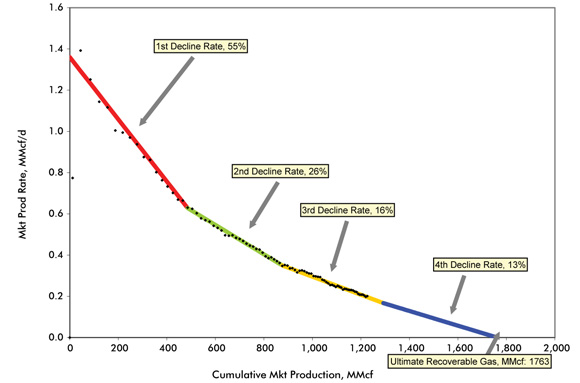 1.6
1.4
1.2
1.0
0.8
0.6
0.4
0.2
0.0
Mkt Prod Rate, MMcf/d
1st Decline Rate, 55%
2nd Decline Rate, 26%
3rd Decline Rate, 16%
4th Decline Rate, 13%
Ultimate Recoverable Gas, MMcf: 1763
0 200 400 600 800 1,000 1,200 1,400 1,600 1,800 2,000
Cumulative Mkt Production, MMcf